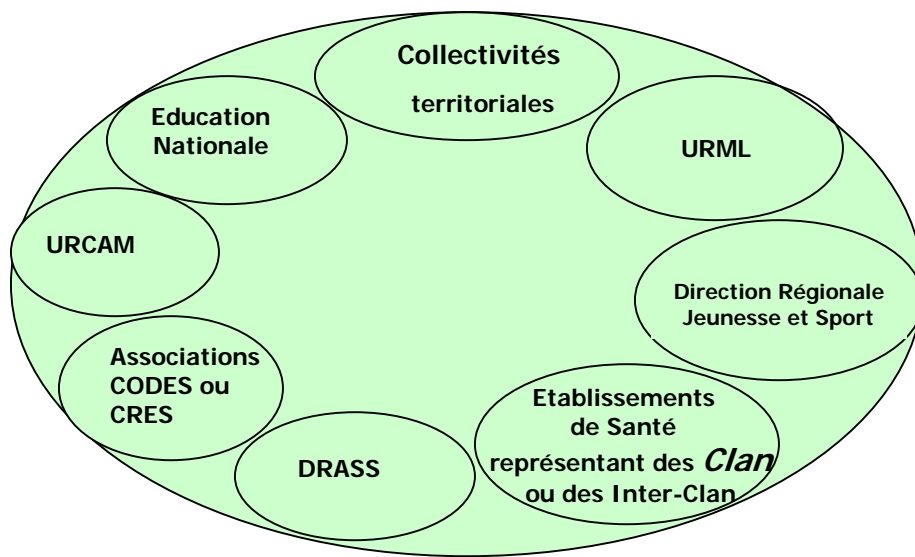 Collectivités
territoriales
Education
Nationale
URML
URCAM
Direction Régionale
Jeunesse et Sport
Associations
CODES ou
CRES
Etablissements
de Santé
représentant des Clan
ou des Inter-Clan
DRASS